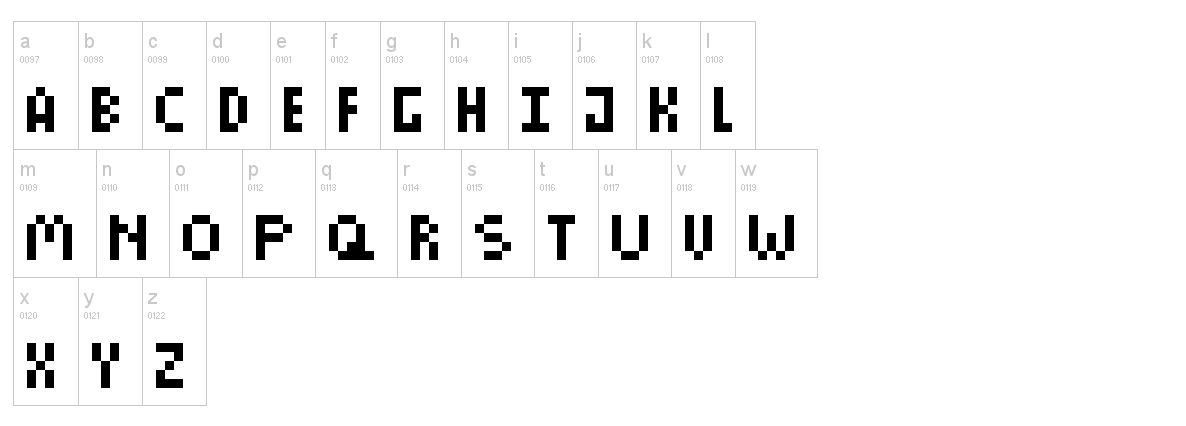 a b c d e f g h i j k l
0097 0098 0099 0100 0101 0102 0103 0104 0105 0106 0107 0108
A B C D E F G H I J K L
m n o p q r s t u v w
0109 0110 0111 0112 0113 0114 0115 0116 0117 0118 0119
M N O P Q R S T U V W
x y z
0120 0121 0122
X Y Z